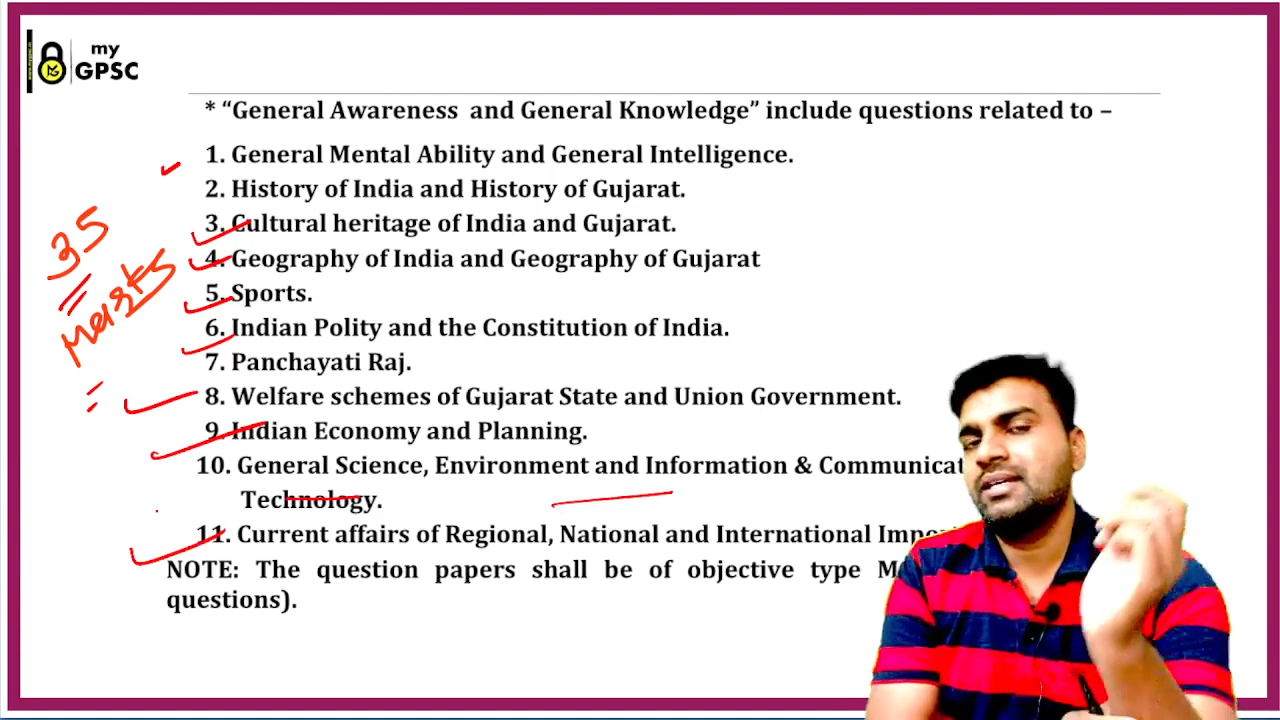 my
GPSC
* “General Awareness and General Knowledge” include questions related to –
1. General Mental Ability and General Intelligence.
2. History of India and History of Gujarat.
3. Cultural heritage of India and Gujarat.
4. Geography of India and Geography of Gujarat
5. Sports.
6. Indian Polity and the Constitution of India.
7. Panchayati Raj.
8. Welfare schemes of Gujarat State and Union Government.
9. Indian Economy and Planning.
10. General Science, Environment and Information &
Technology.
11. Current affairs of Regional, National and International
NOTE: The question papers shall be of objective type
questions).
35
Marks